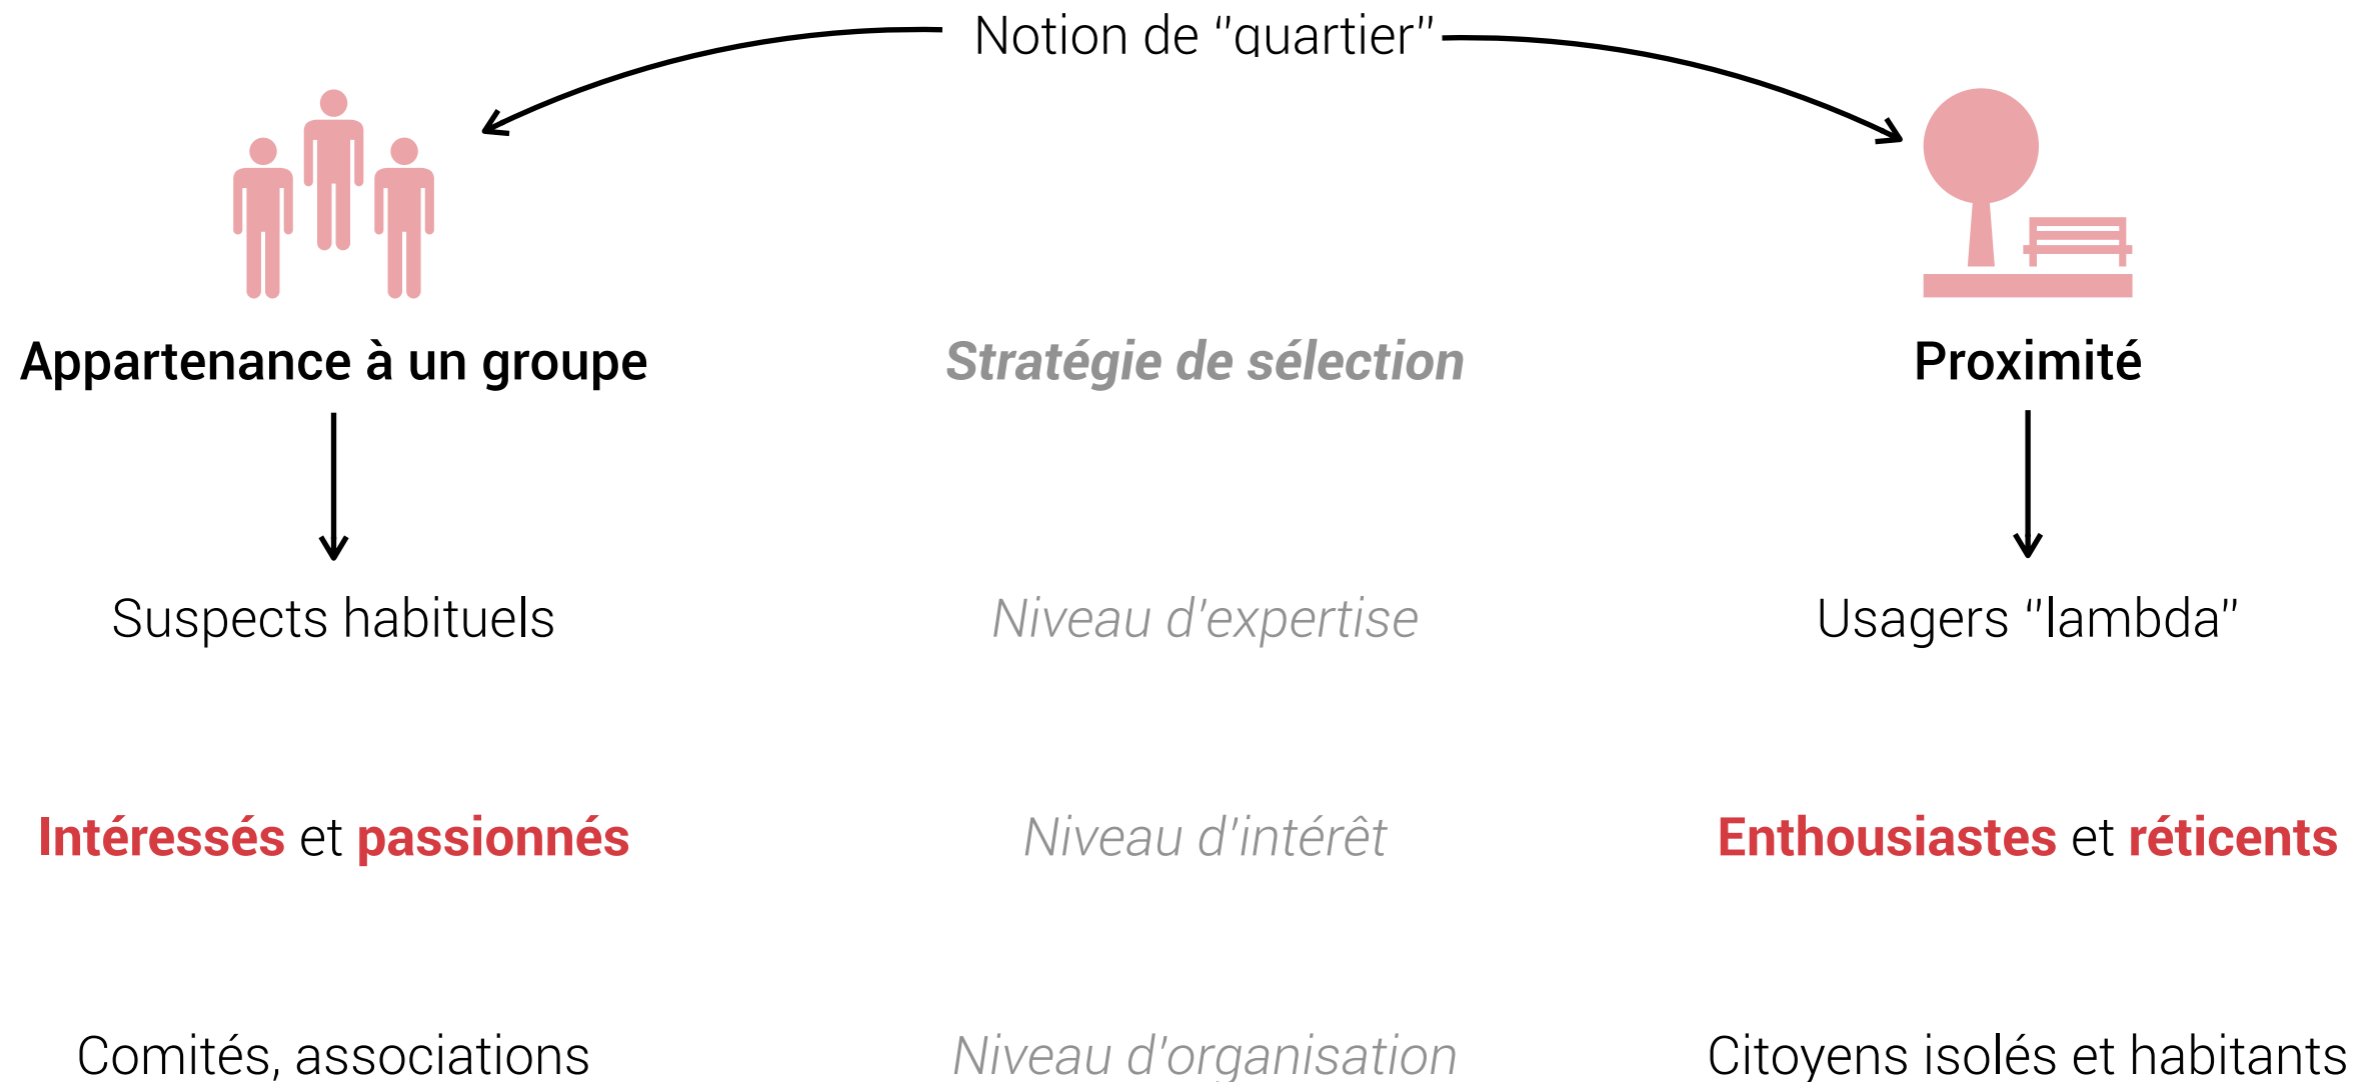 Notion de "quartier"
Appartenance à un groupe
Stratégie de sélection
Proximité
Suspects habituels
Niveau d'expertise
Usagers "lambda"
Intéressés et passionnés
Niveau d'intérêt
Enthousiastes et réticents
Comités, associations
Niveau d'organisation
Citoyens isolés et habitants